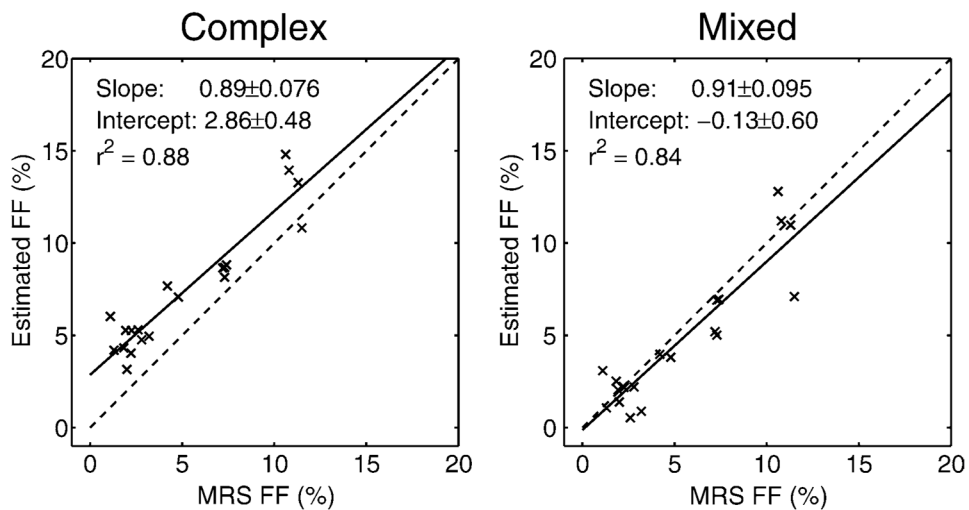 Complex
20
15
10
5
0
Estimated FF (%)
Slope: 0.89±0.076
Intercept: 2.86±0.48
r² = 0.88
0 5 10 15 20
MRS FF (%)
Mixed
20
15
10
5
0
Estimated FF (%)
Slope: 0.91±0.095
Intercept: −0.13±0.60
r² = 0.84
0 5 10 15 20
MRS FF (%)